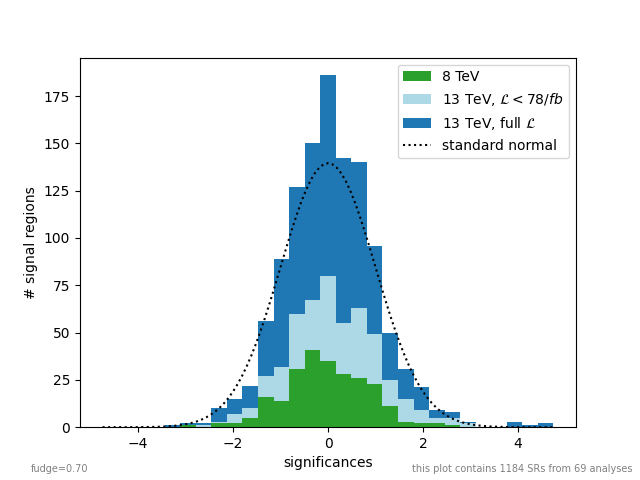 8 TeV
13 TeV, ℒ < 78/fb
13 TeV, full ℒ
standard normal
# signal regions
175
150
125
100
75
50
25
0
−4
−2
0
2
4
significances
fudge=0.70
this plot contains 1184 SRs from 69 analyses